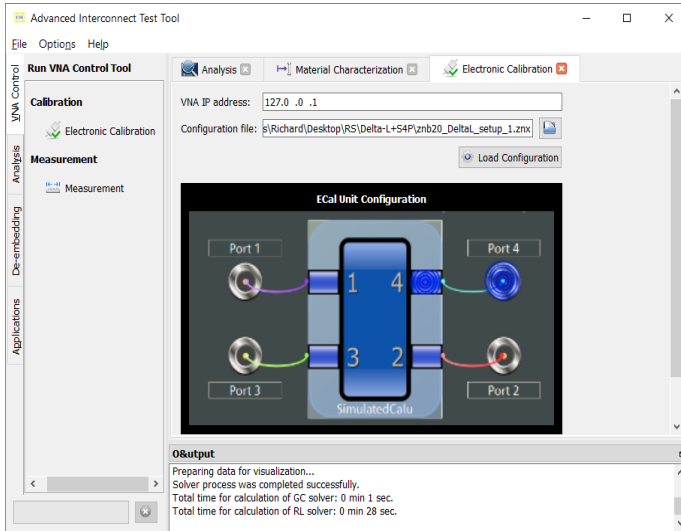 Advanced Interconnect Test Tool
File Options Help
VNA Control
Analysis
De-embedding
Applications
Run VNA Control Tool
Calibration
Electronic Calibration
Measurement
Measurement
Analysis Material Characterization Electronic Calibration
VNA IP address: 127.0 .0 .1
Configuration file: s\Richard\Desktop\RS\Delta-L+S4P\znb20_DeltaL_setup_1.znx
Load Configuration
ECal Unit Configuration
Port 1 Port 4
1 4
3 2
Port 3 Port 2
SimulatedCalu
O&utput
Preparing data for visualization...
Solver process was completed successfully.
Total time for calculation of GC solver: 0 min 1 sec.
Total time for calculation of RL solver: 0 min 28 sec.